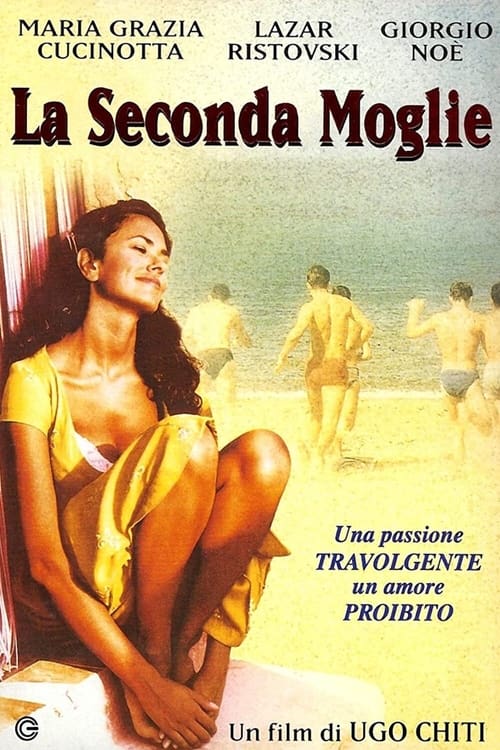 MARIA GRAZIA LAZAR GIORGIO
CUCINOTTA RISTOVSKI NOÈ
La Seconda Moglie
Una passione
TRAVOLGENTE
un amore
PROIBITO
Un film di UGO CHITI